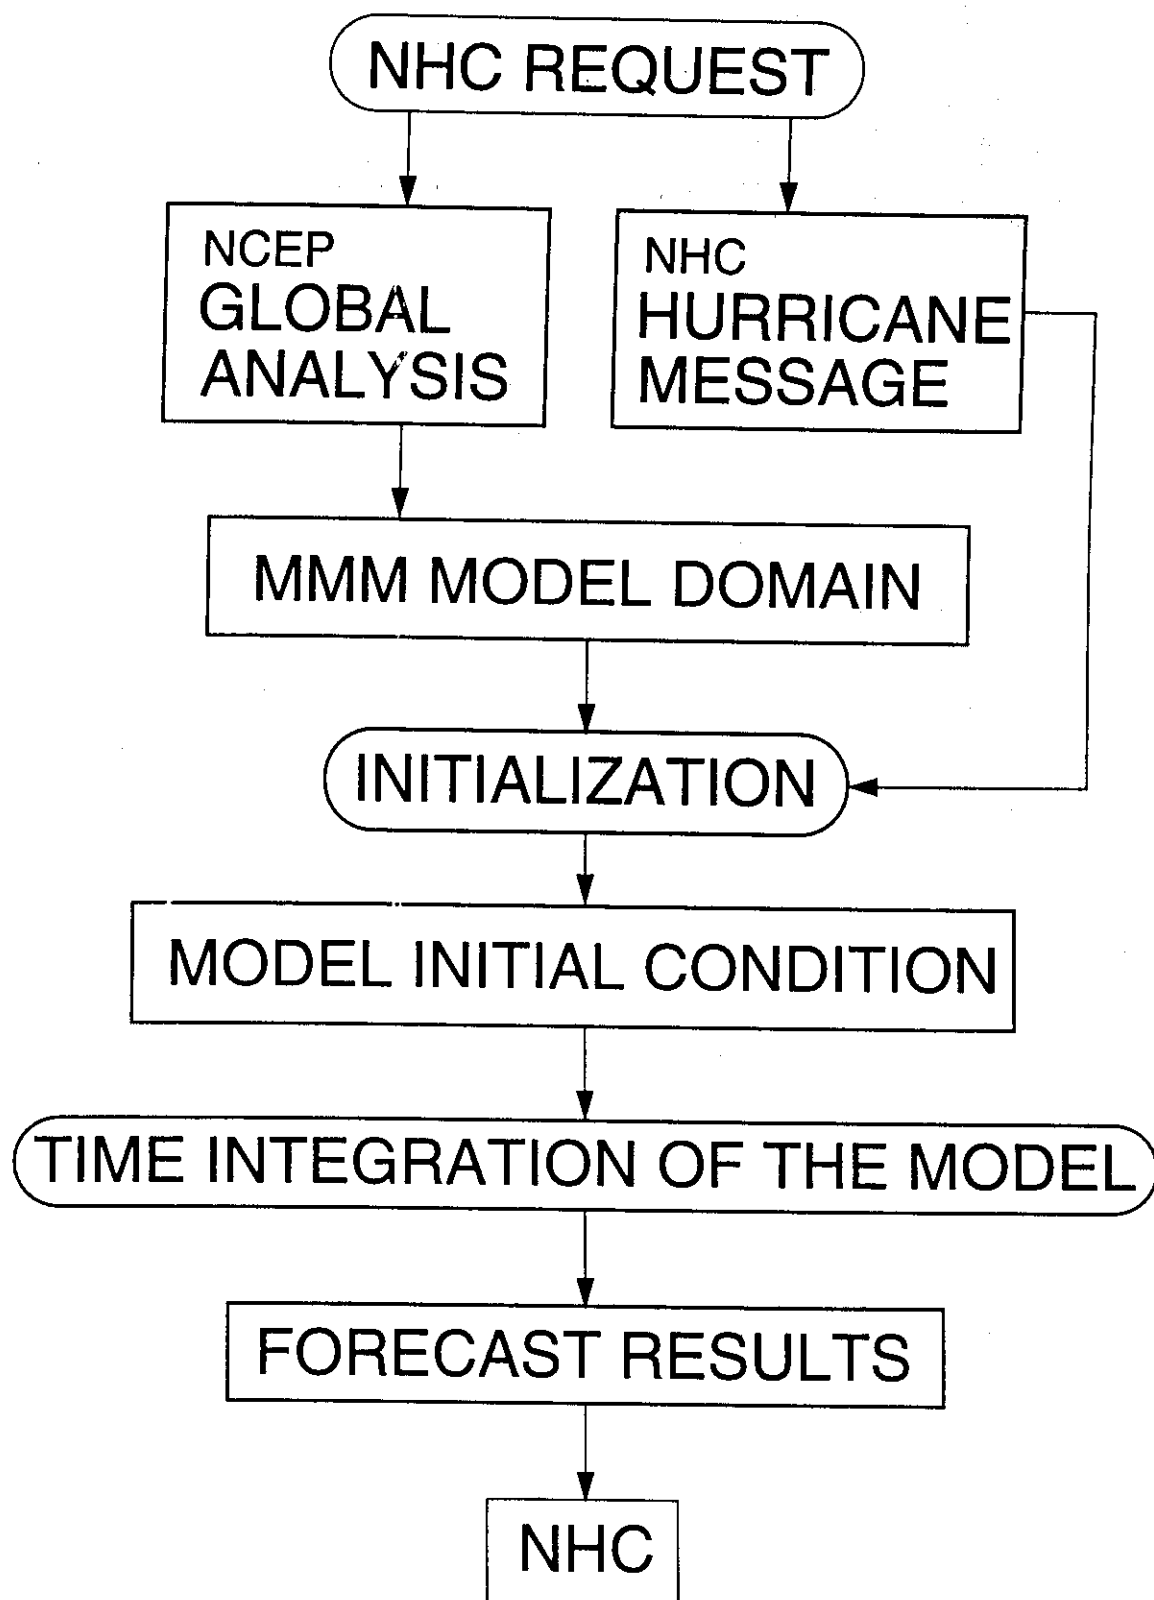 NHC REQUEST
NCEP
GLOBAL
ANALYSIS
NHC
HURRICANE
MESSAGE
MMM MODEL DOMAIN
INITIALIZATION
MODEL INITIAL CONDITION
TIME INTEGRATION OF THE MODEL
FORECAST RESULTS
NHC